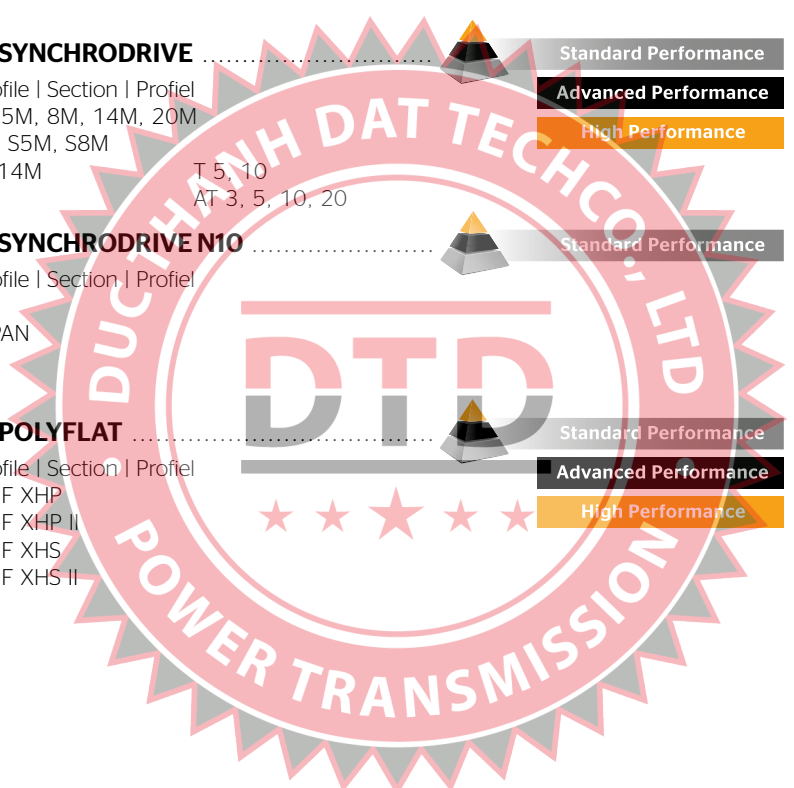 SYNCHRODRIVE
Standard Performance
Advanced Performance
High Performance
ofile | Section | Profiel
5M, 8M, 14M, 20M
S5M, S8M
14M
T 5, 10
AT 3, 5, 10, 20
SYNCHRODRIVE N10
Standard Performance
ofile | Section | Profiel
PAN
POLYFLAT
Standard Performance
Advanced Performance
High Performance
ofile | Section | Profiel
F XHP
F XHP II
F XHS
F XHS II
DUC THANH DAT TECHCO., LTD
DTD
POWER TRANSMISSION